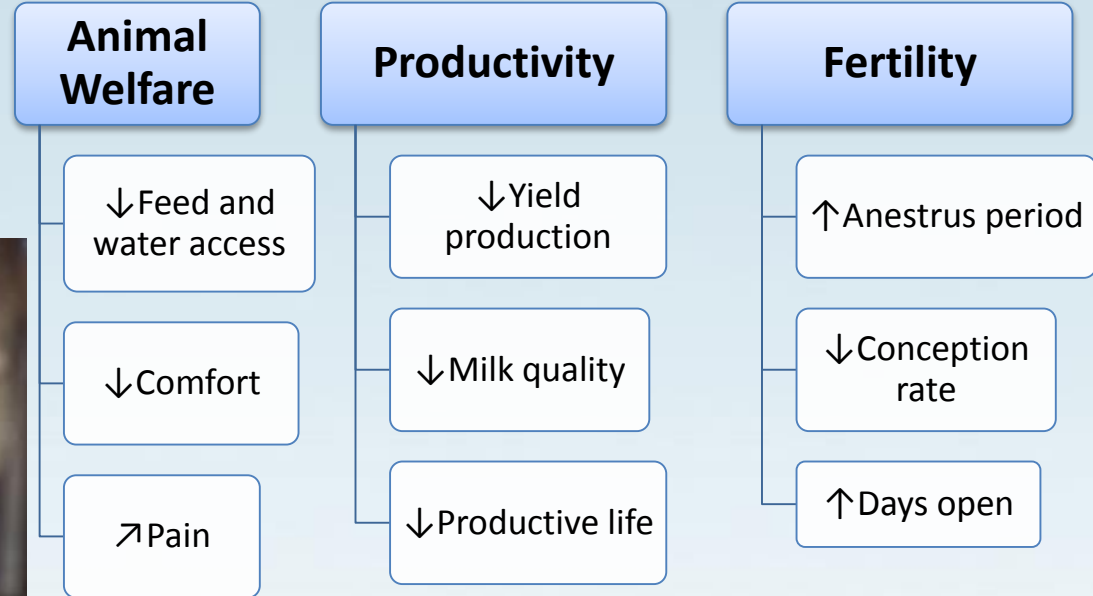 Animal
Welfare
↓Feed and
water access
↓Comfort
↗Pain
Productivity
↓Yield
production
↓Milk quality
↓Productive life
Fertility
↑Anestrus period
↓Conception
rate
↑Days open